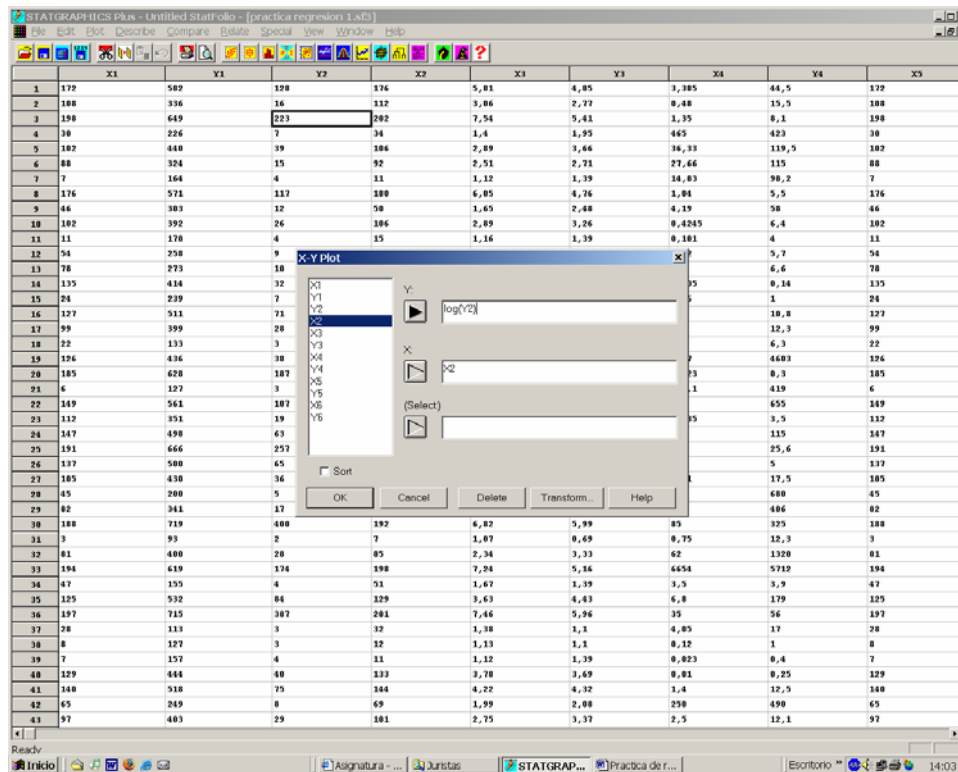 STATGRAPHICS Plus - Untitled StatFolio - [practica regresion 1.sf3]
File Edit Plot Describe Compare Relate Special View Window Help
X1 Y1 Y2 X2 X3 Y3 X4 Y4 X5
1 172 582 128 176 5,81 4,85 3,385 44,5 172
2 108 336 16 112 3,06 2,77 0,48 15,5 108
3 198 649 223 202 7,54 5,41 1,35 8,1 198
4 30 226 7 34 1,4 1,95 465 423 30
5 102 440 39 106 2,89 3,66 36,33 119,5 102
6 88 324 15 92 2,51 2,71 27,66 115 88
7 7 164 4 11 1,12 1,39 14,83 98,2 7
8 176 571 117 180 6,05 4,76 1,04 5,5 176
9 46 303 12 50 1,65 2,48 4,19 58 46
10 102 392 26 106 2,89 3,26 0,4245 6,4 102
11 11 170 4 15 1,16 1,39 0,101 4 11
12 54 258 9 5,7 54
13 78 273 10 6,6 78
14 135 414 32 0,14 135
15 24 239 7 1 24
16 127 511 71 10,8 127
17 99 399 28 12,3 99
18 22 133 3 6,3 22
19 126 436 38 4603 126
20 185 628 187 0,3 185
21 6 127 3 419 6
22 149 561 107 655 149
23 112 351 19 3,5 112
24 147 498 63 115 147
25 191 666 257 25,6 191
26 137 500 65 5 137
27 105 430 36 17,5 105
28 45 200 5 680 45
29 82 341 17 406 82
30 188 719 400 192 6,82 5,99 85 325 188
31 3 93 2 7 1,07 0,69 0,75 12,3 3
32 81 400 28 85 2,34 3,33 62 1320 81
33 194 619 174 198 7,24 5,16 6654 5712 194
34 47 155 4 51 1,67 1,39 3,5 3,9 47
35 125 532 84 129 3,63 4,43 6,8 179 125
36 197 715 387 201 7,46 5,96 35 56 197
37 28 113 3 32 1,38 1,1 4,05 17 28
38 8 127 3 12 1,13 1,1 0,12 1 8
39 7 157 4 11 1,12 1,39 0,023 0,4 7
40 129 444 40 133 3,78 3,69 0,01 0,25 129
41 140 518 75 144 4,22 4,32 1,4 12,5 140
42 65 249 8 69 1,99 2,08 250 490 65
43 97 403 29 101 2,75 3,37 2,5 12,1 97
X-Y Plot
X1
Y1
Y2
X2
X3
Y3
X4
Y4
X5
Y5
X6
Y6
Y:
log(Y2)
X:
X2
(Select)
Sort
OK Cancel Delete Transform... Help
Ready
Inicio Asignatura - ... Juristas STATGRAP... Practica de r... Escritorio » 14:03